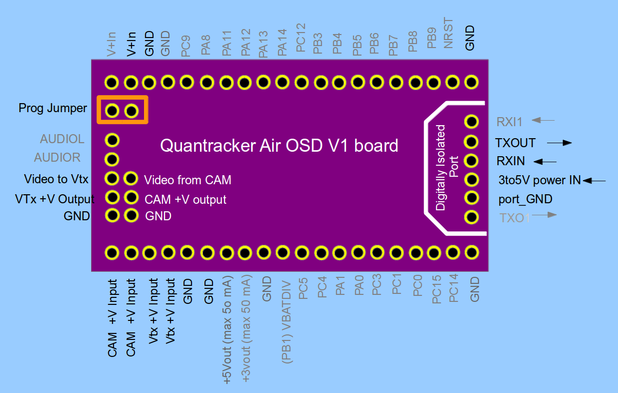 V+In
V+In
GND
GND
PC9
PA8
PA11
PA12
PA13
PA14
PC12
PB3
PB4
PB5
PB6
PB7
PB8
PB9
NRST
GND
Prog Jumper
AUDIOL
AUDIOR
Video to Vtx
VTx +V Output
GND
Quantracker Air OSD V1 board
Video from CAM
CAM +V output
GND
Digitally Isolated
Port
RXI1
TXOUT
RXIN
3to5V power IN
port_GND
TXO
CAM +V Input
CAM +V Input
Vtx +V Input
Vtx +V Input
GND
GND
+5Vout (max 5o mA)
+3vout (max 50 mA)
GND
(PB1) VBATDIV
PC5
PC4
PA1
PA0
PC3
PC1
PC0
PC15
PC14
GND